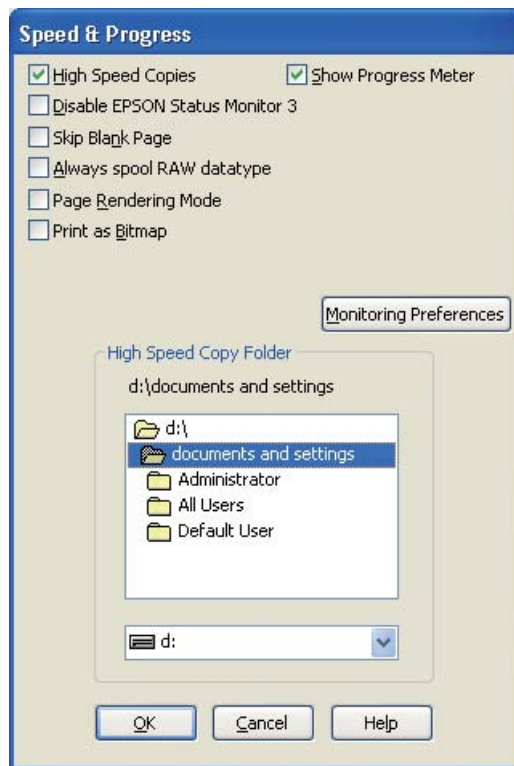 Speed & Progress
High Speed Copies
Show Progress Meter
Disable EPSON Status Monitor 3
Skip Blank Page
Always spool RAW datatype
Page Rendering Mode
Print as Bitmap
Monitoring Preferences
High Speed Copy Folder
d:\documents and settings
d:\
documents and settings
Administrator
All Users
Default User
d:
OK
Cancel
Help